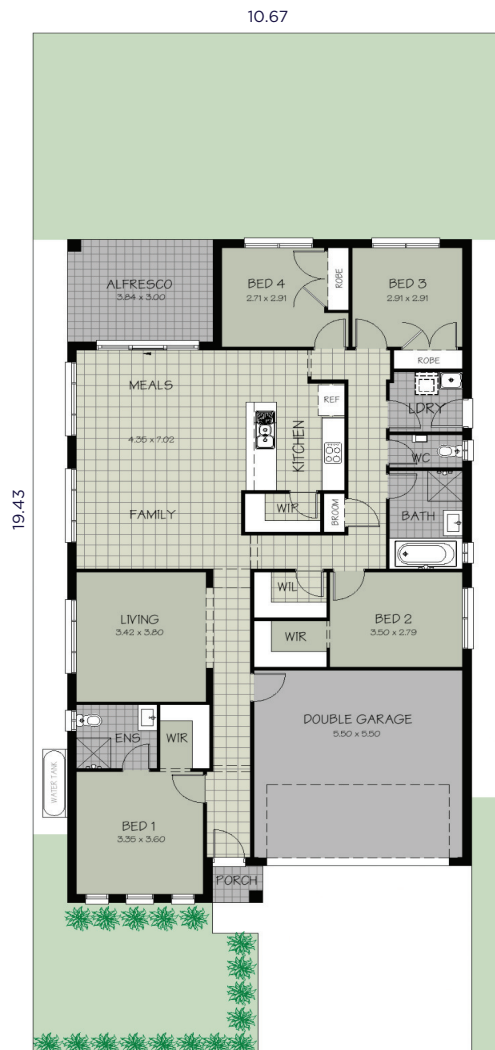 10.67
19.43
ALFRESCO
3.84 x 3.00
BED 4
2.71 x 2.91
ROBE
BED 3
2.91 x 2.91
ROBE
MEALS
4.35 x 7.02
REF
KITCHEN
LDRY
WC
FAMILY
WIP
BROOM
BATH
LIVING
3.42 x 3.80
WIL
BED 2
3.50 x 2.79
WIR
ENS
WIR
DOUBLE GARAGE
5.50 x 5.50
WATER TANK
BED 1
3.35 x 3.60
PORCH